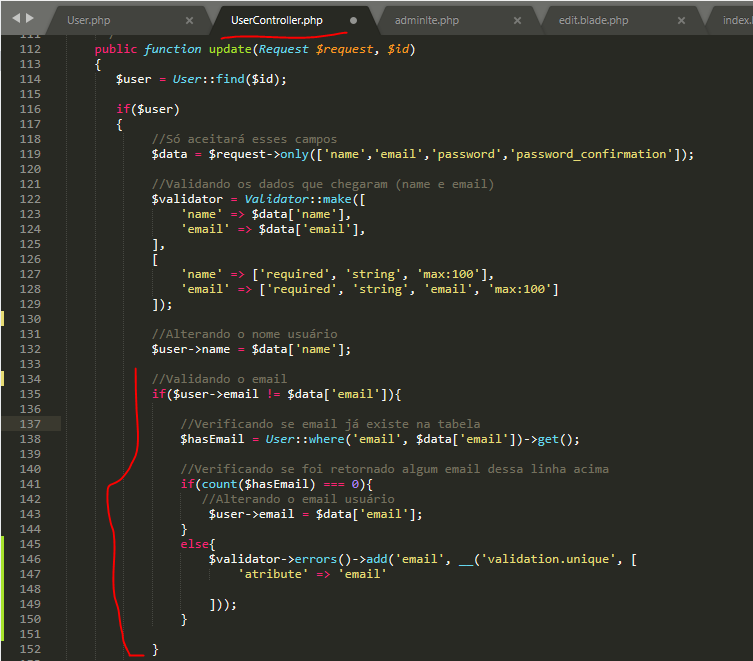 User.php × UserController.php ● adminite.php × edit.blade.php × index.
111
112 public function update(Request $request, $id)
113 {
114 $user = User::find($id);
115
116 if($user)
117 {
118 //Só aceitará esses campos
119 $data = $request->only(['name','email','password','password_confirmation']);
120
121 //Validando os dados que chegaram (name e email)
122 $validator = Validator::make([
123 'name' => $data['name'],
124 'email' => $data['email'],
125 ],
126 [
127 'name' => ['required', 'string', 'max:100'],
128 'email' => ['required', 'string', 'email', 'max:100']
129 ]);
130
131 //Alterando o nome usuário
132 $user->name = $data['name'];
133
134 //Validando o email
135 if($user->email != $data['email']){
136
137 //Verificando se email já existe na tabela
138 $hasEmail = User::where('email', $data['email'])->get();
139
140 //Verificando se foi retornado algum email dessa linha acima
141 if(count($hasEmail) === 0){
142 //Alterando o email usuário
143 $user->email = $data['email'];
144 }
145 else{
146 $validator->errors()->add('email', __('validation.unique', [
147 'atribute' => 'email'
148
149 ]));
150 }
151
152 }